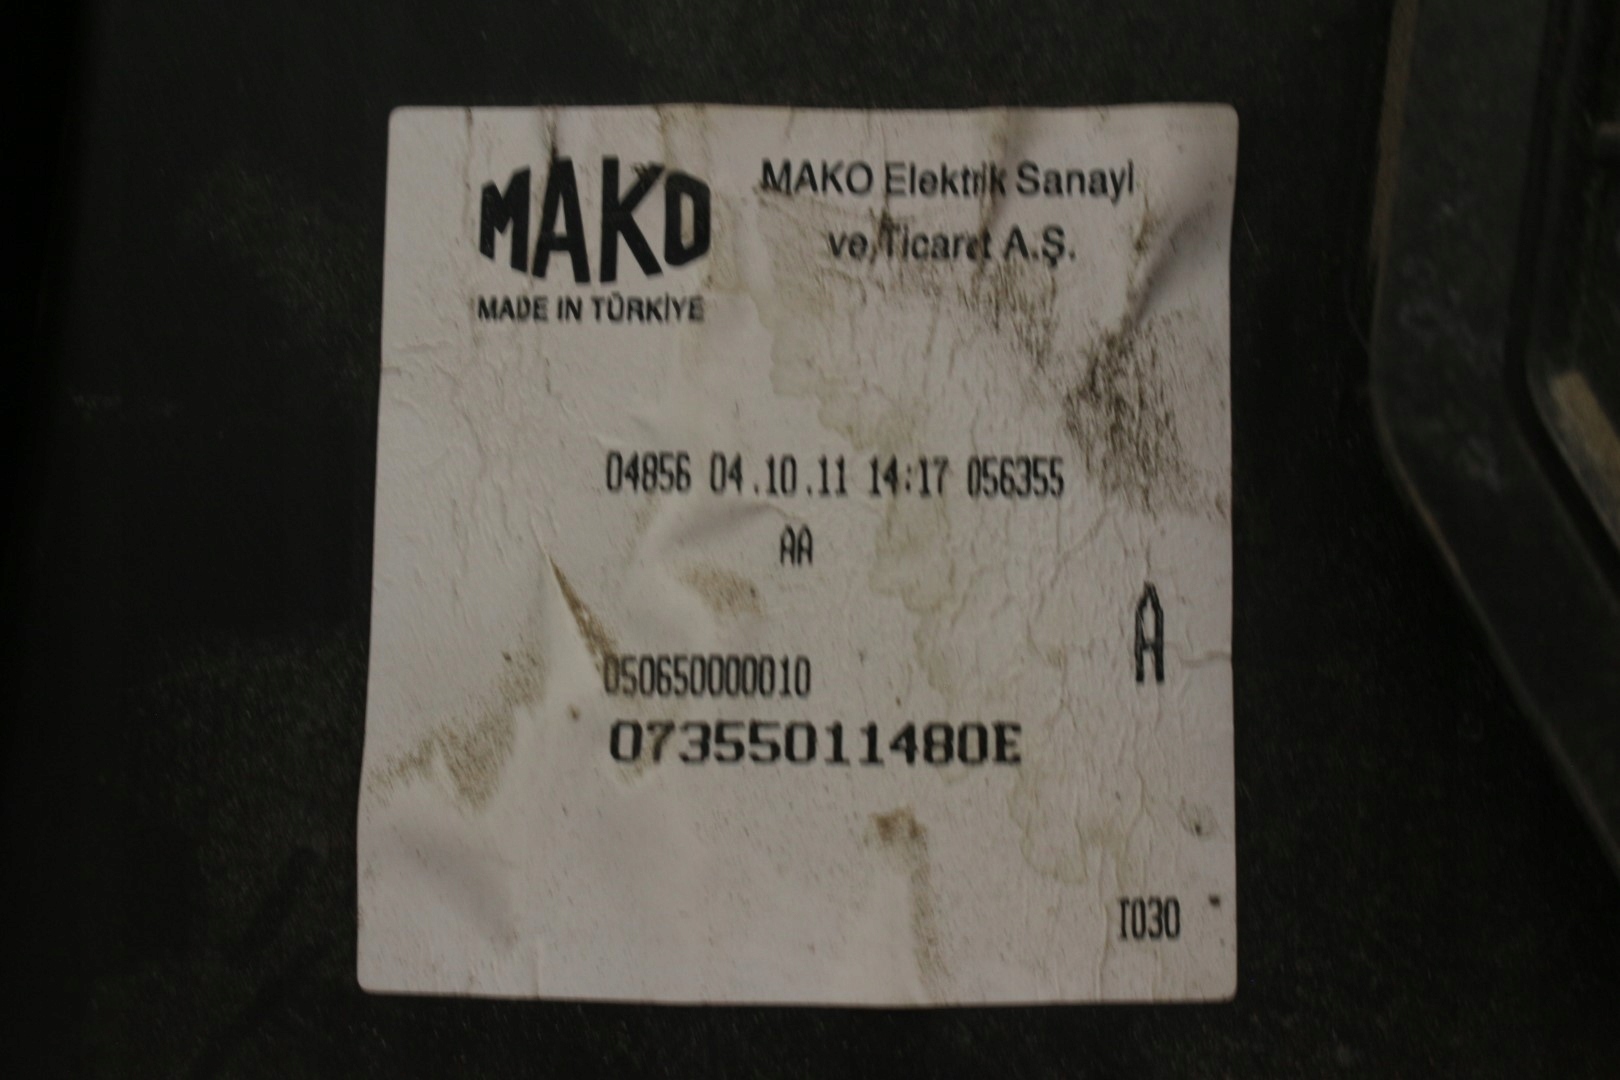 MAKO
MADE IN TÜRKİYE
MAKO Elektrik Sanayi
ve Ticaret A.Ş.
04856 04.10.11 14:17 056355
AA
A
050650000010
07355011480E
I030